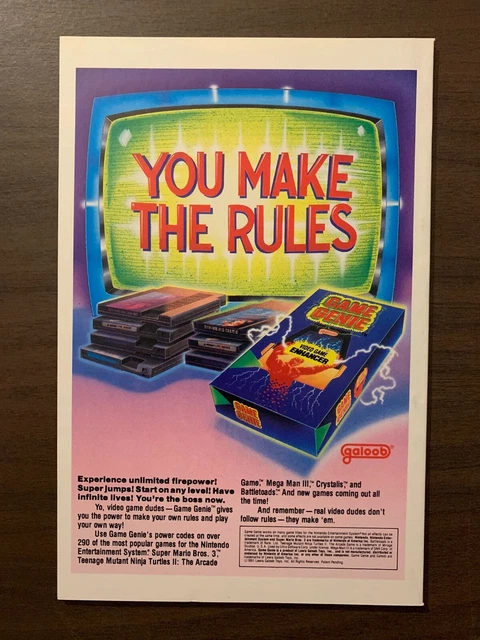 YOU MAKE
THE RULES
GAME
GENIE
VIDEO GAME
ENHANCER
GAME
GENIE
galoob®
Experience unlimited firepower!
Super jumps! Start on any level! Have
infinite lives! You're the boss now.
Yo, video game dudes — Game Genie™ gives
you the power to make your own rules and play
your own way!
Use Game Genie's power codes on over
290 of the most popular games for the Nintendo
Entertainment System®. Super Mario Bros. 3,™
Teenage Mutant Ninja Turtles II: The Arcade
Game,™ Mega Man III,™ Crystalis,™ and
Battletoads.™ And new games coming out all
the time!
And remember — real video dudes don't
follow rules — they make 'em.